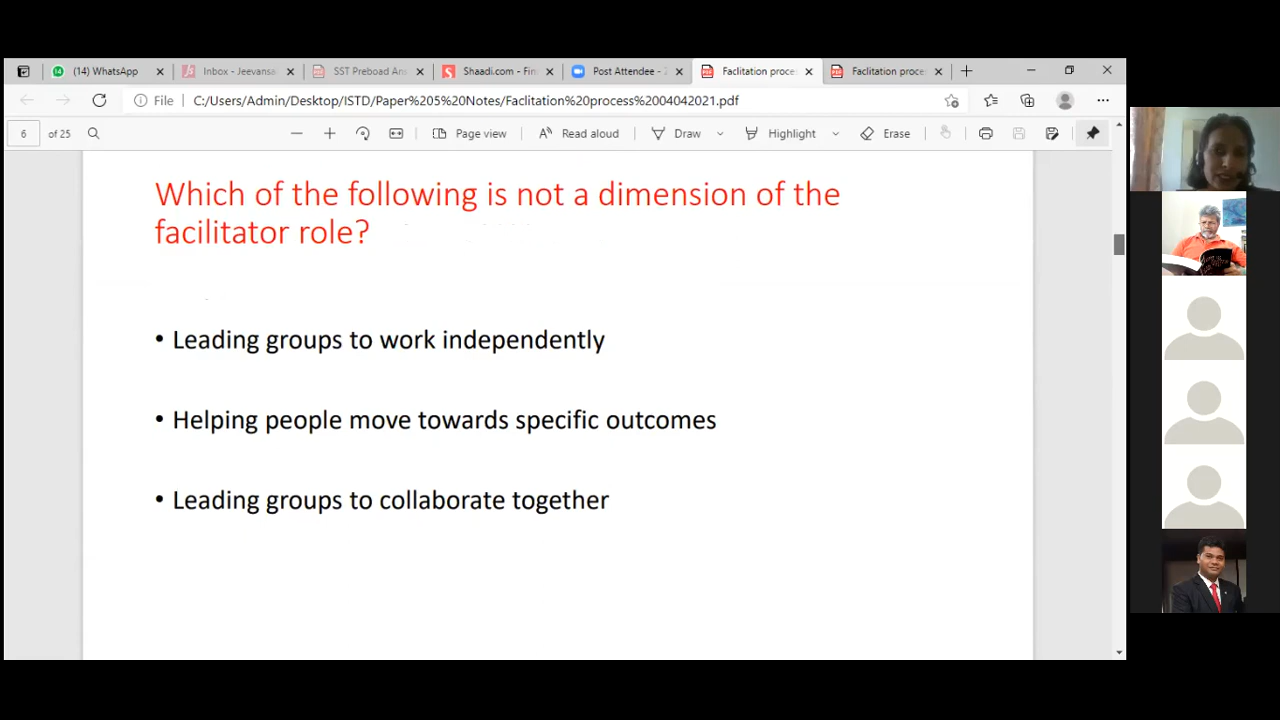 (14) WhatsApp
Inbox - Jeevansa
SST Preboad Ans
Shaadi.com - Fin
Post Attendee - Z
Faclitation proce
Faclitation proce
File C:/Users/Admin/Desktop/ISTD/Paper%205%20Notes/Faclitation%20process%2004042021.pdf
6 of 25 Page view Read aloud Draw Highlight Erase
Which of the following is not a dimension of the
facilitator role?
• Leading groups to work independently
• Helping people move towards specific outcomes
• Leading groups to collaborate together